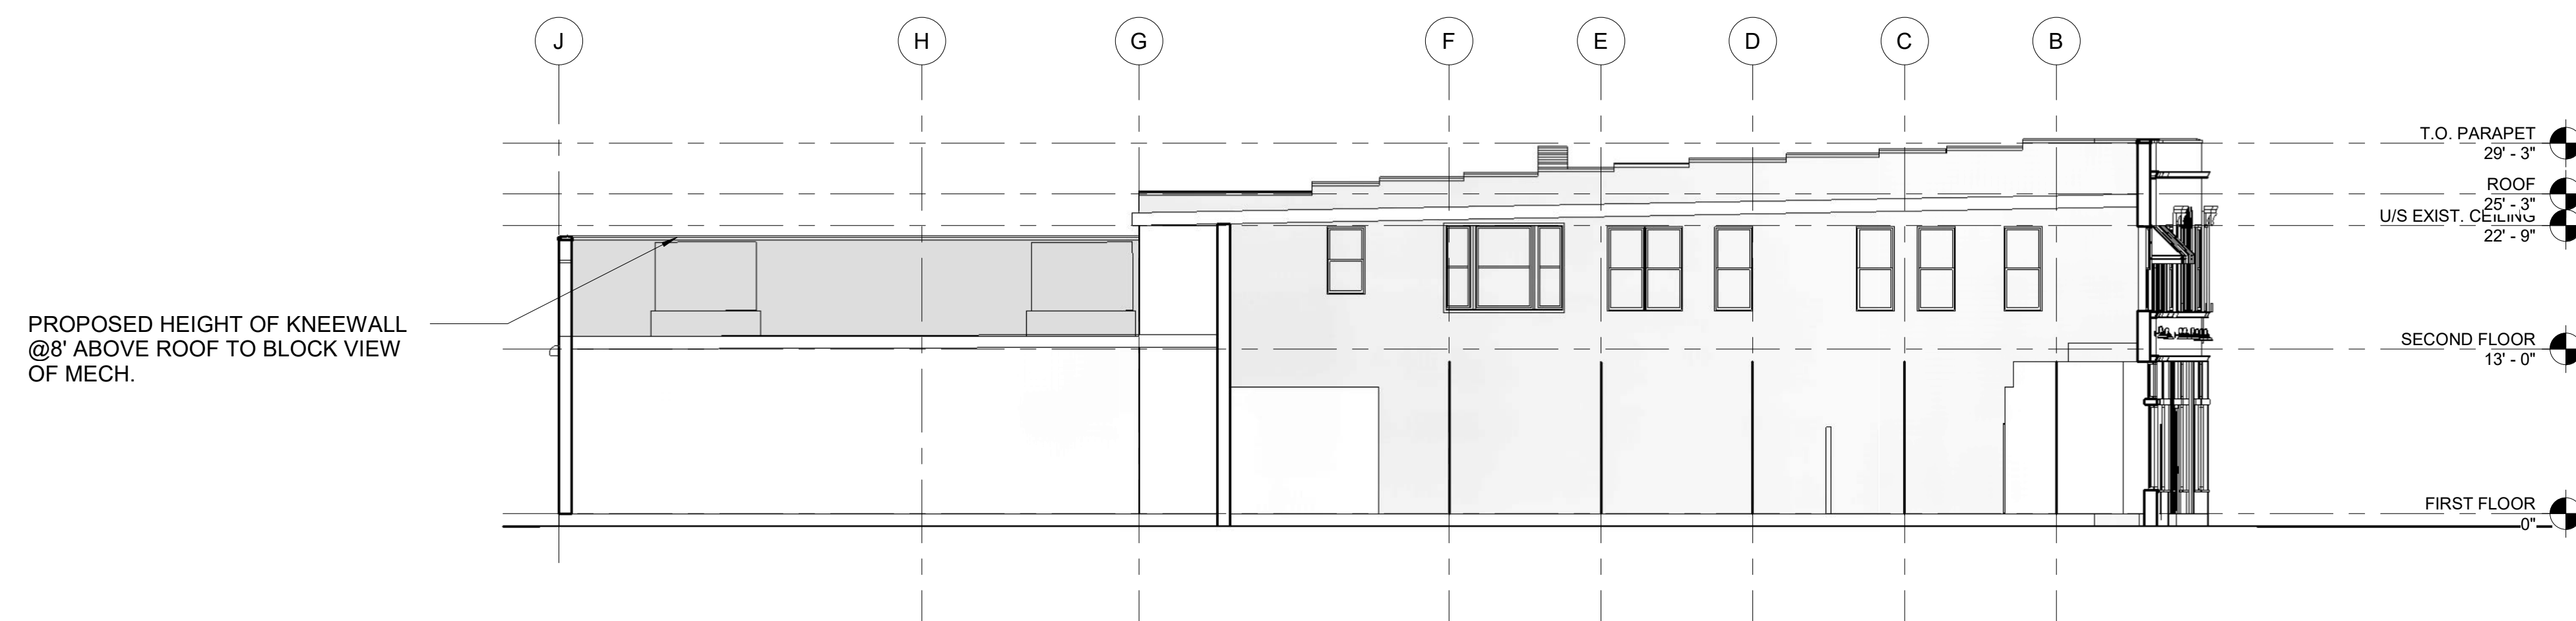 J
H
G
F
E
D
C
B
T.O. PARAPET
29' - 3"
ROOF
25' - 3"
U/S EXIST. CEILING
22' - 9"
PROPOSED HEIGHT OF KNEEWALL
@8' ABOVE ROOF TO BLOCK VIEW
OF MECH.
SECOND FLOOR
13' - 0"
FIRST FLOOR
0"